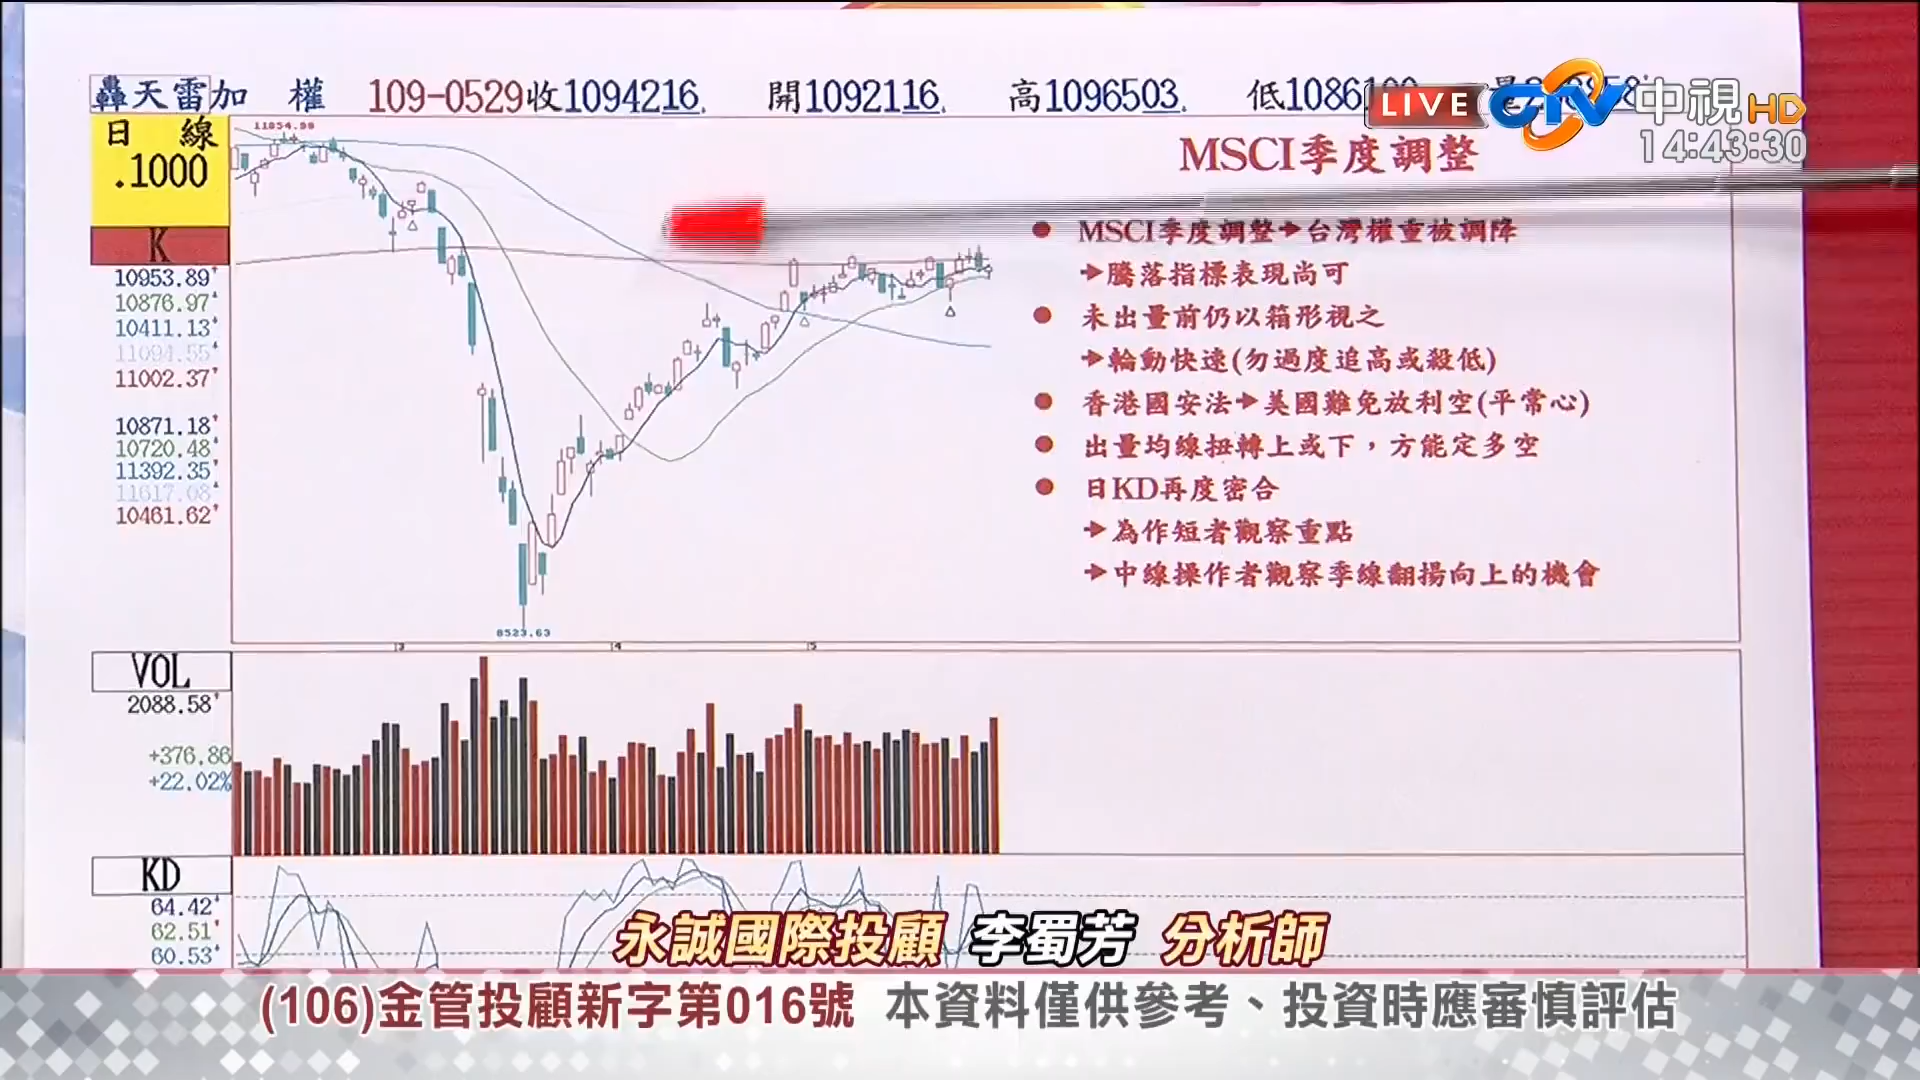 轟天雷加 權 109-0529收1094216. 開1092116. 高1096503. 低10861
LIVE CTV 中視HD
14:43:30
日 線
.1000
K
10953.89
10876.97
10411.13
11094.55
11002.37
10871.18
10720.48
11392.35
11617.08
10461.62
11854.98
8523.63
3 4 5
MSCI季度調整
● MSCI季度調整→台灣權重被調降
→騰落指標表現尚可
● 未出量前仍以箱形視之
→輪動快速(勿過度追高或殺低)
● 香港國安法→美國難免放利空(平常心)
● 出量均線扭轉上或下，方能定多空
● 日KD再度密合
→為作短者觀察重點
→中線操作者觀察季線翻揚向上的機會
VOL
2088.58
+376.86
+22.02%
KD
64.42
62.51
60.53
永誠國際投顧 李蜀芳 分析師
(106)金管投顧新字第016號 本資料僅供參考、投資時應審慎評估